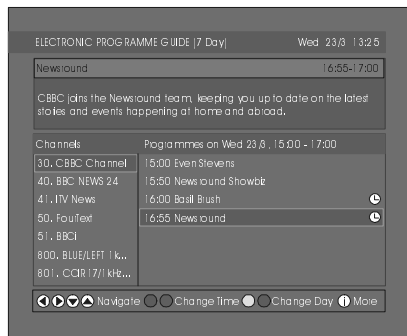 ELECTRONIC PROGRAMME GUIDE |7 Day| Wed 23/3 13:25
Newsround 16:55-17:00
CBBC joins the Newsround team, keeping you up to date on the latest
stories and events happening at home and abroad.
Channels Programmes on Wed 23/3, 15:00 - 17:00
30. CBBC Channel 15:00 Even Stevens
40. BBC NEWS 24 15:50 Newsround Showbiz
41. ITV News 16:00 Basil Brush
50. FourText 16:55 Newsround
51. BBCi
800. BLUE/LEFT 1k...
801. CCIR17/1kHz...
Navigate Change Time Change Day i More